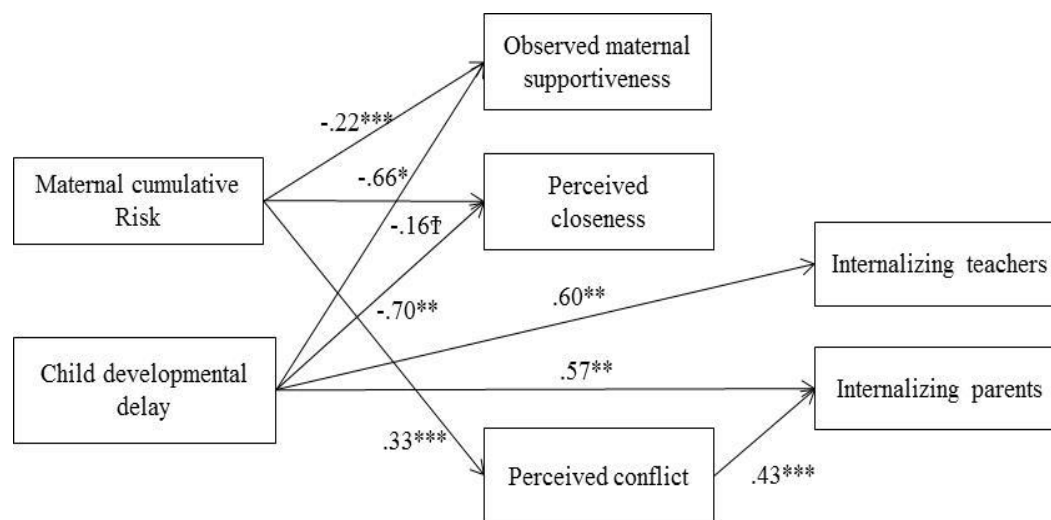 Observed maternal
supportiveness
-.22***
Maternal cumulative
Risk
-.66*
Perceived
closeness
-.16Ϯ
Internalizing teachers
.60**
-.70**
Child developmental
delay
.57**
Internalizing parents
.33***
Perceived conflict
.43***